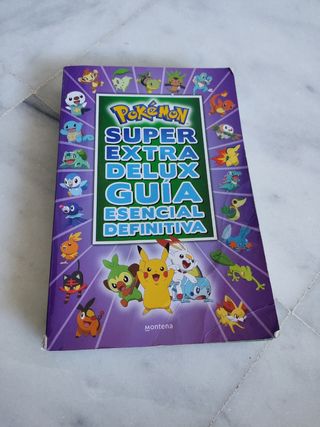 POKéMON
SUPER
EXTRA
DELUX
GUÍA
ESENCIAL
DEFINITIVA
montena